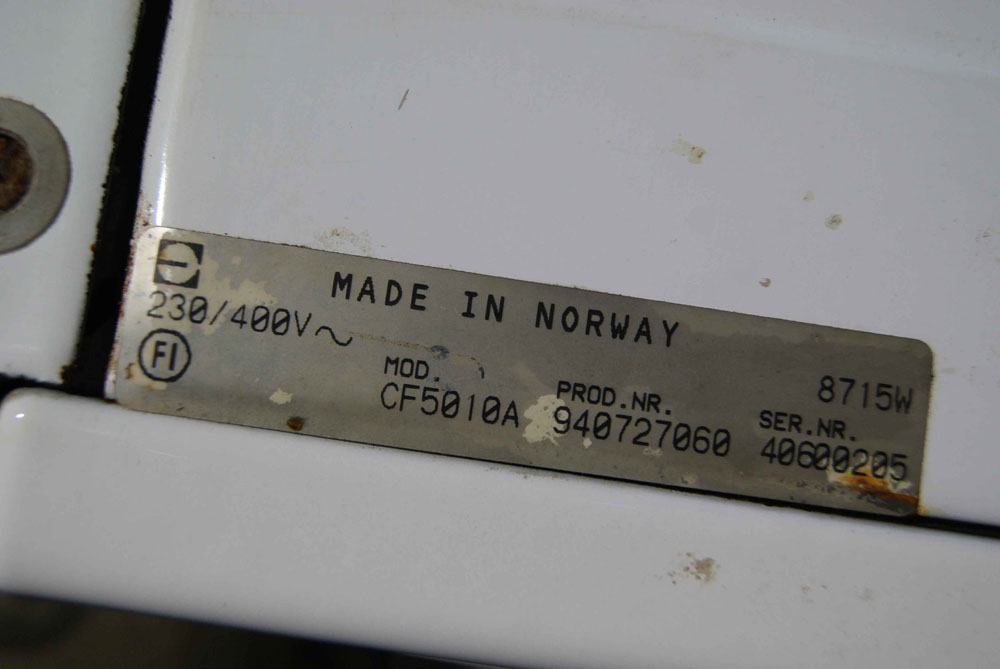 MADE IN NORWAY
230/400V~
FI
8715W
MOD.
CF5010A
PROD.NR.
940727060
SER.NR.
40600205